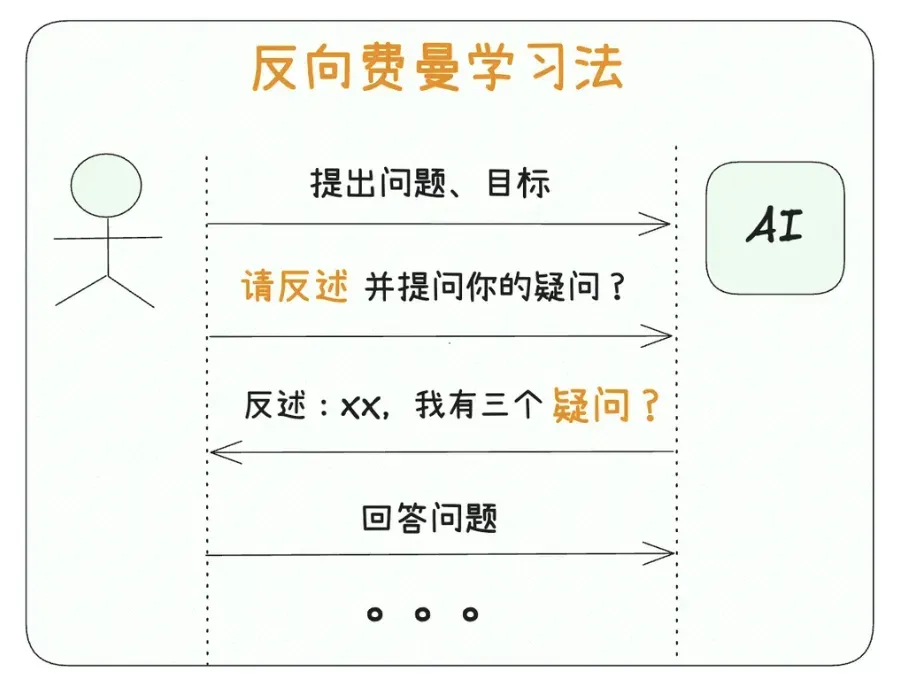 反向费曼学习法
提出问题、目标
AI
请反述 并提问你的疑问？
反述：xx，我有三个疑问？
回答问题